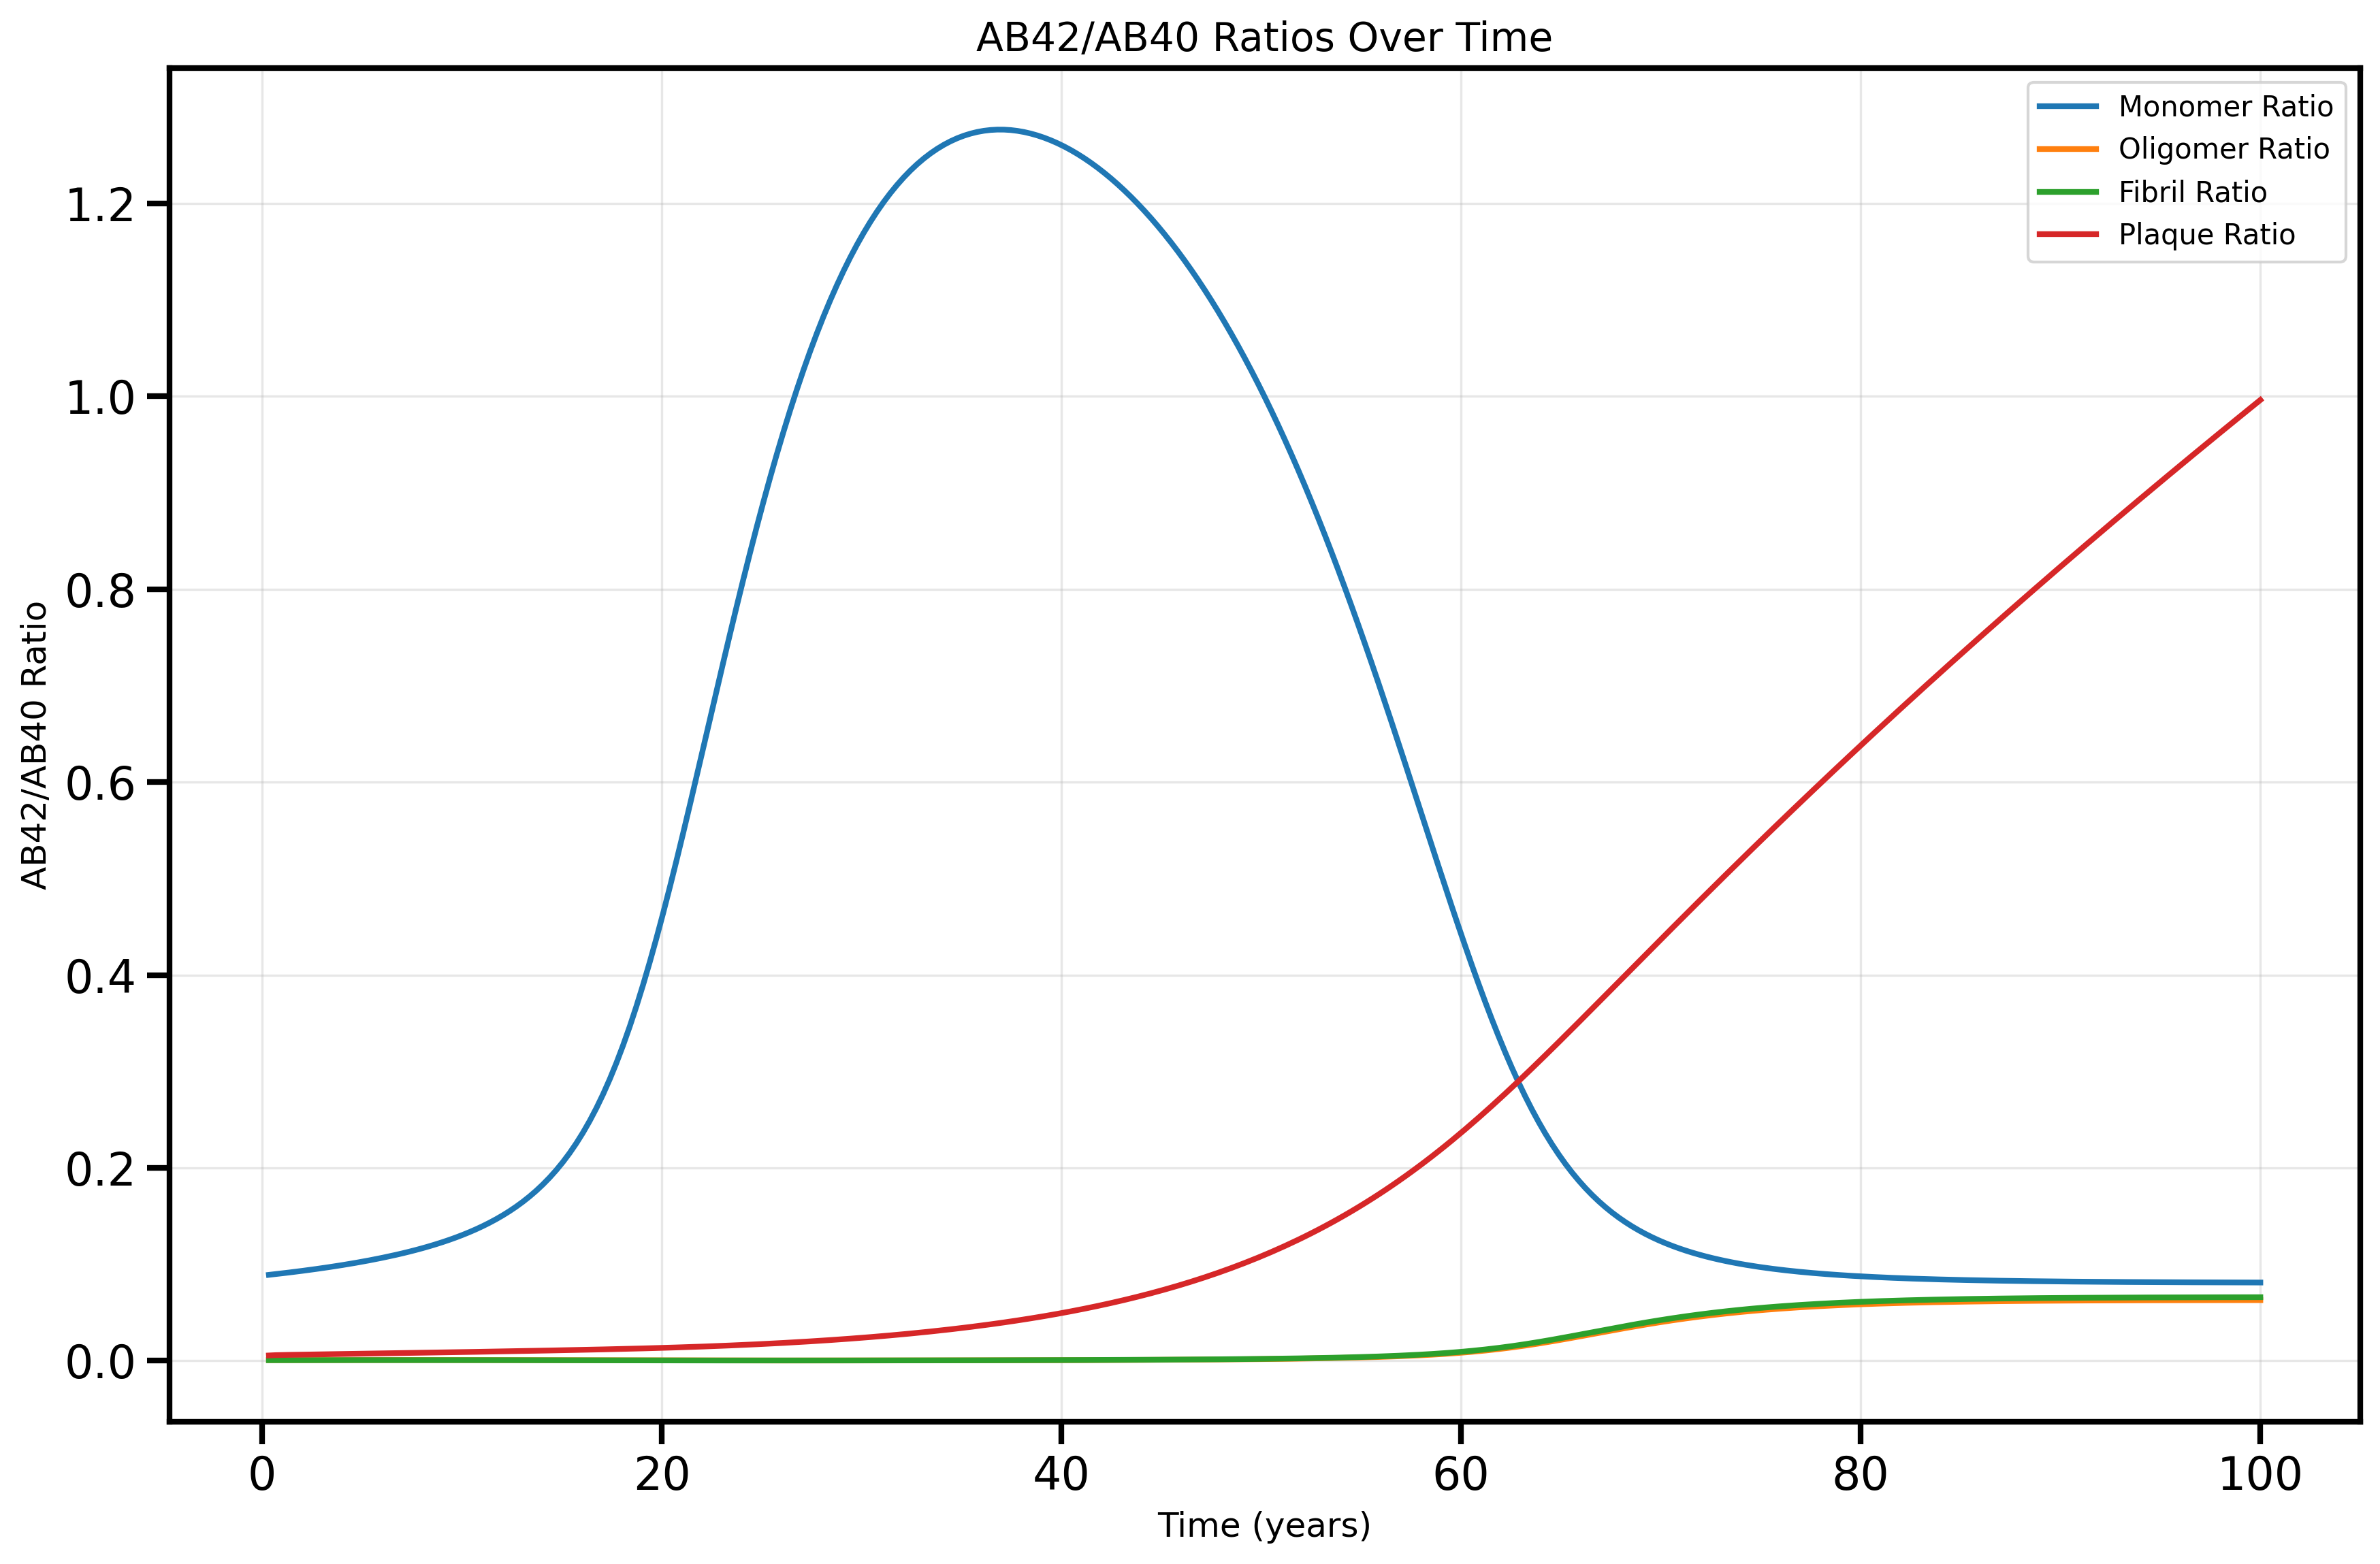 AB42/AB40 Ratios Over Time
Monomer Ratio
Oligomer Ratio
Fibril Ratio
Plaque Ratio
AB42/AB40 Ratio
1.2
1.0
0.8
0.6
0.4
0.2
0.0
0 20 40 60 80 100
Time (years)